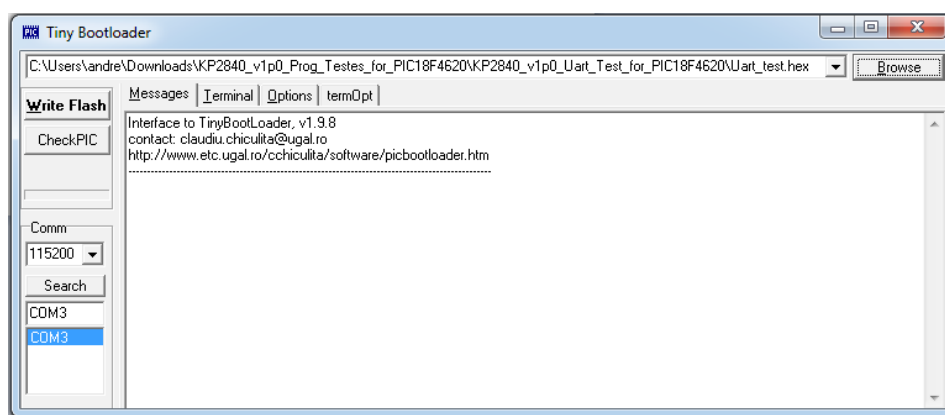 PIC Tiny Bootloader
C:\Users\andre\Downloads\KP2840_v1p0_Prog_Testes_for_PIC18F4620\KP2840_v1p0_Uart_Test_for_PIC18F4620\Uart_test.hex Browse
Write Flash
CheckPIC
Messages Terminal Options termOpt
Interface to TinyBootLoader, v1.9.8
contact: claudiu.chiculita@ugal.ro
http://www.etc.ugal.ro/cchiculita/software/picbootloader.htm
Comm
115200
Search
COM3
COM3